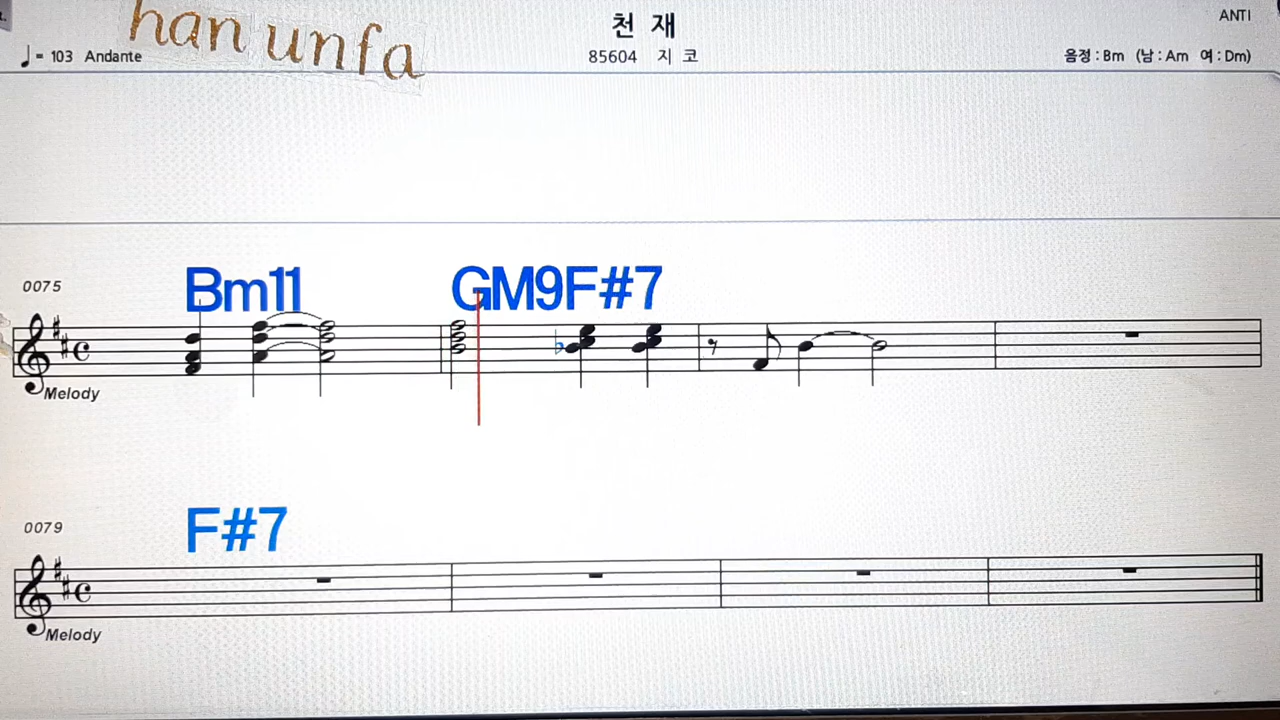 han unfa
천 재
ANTI
♩= 103 Andante
85604 지 코
음정 : Bm (남 : Am 여 : Dm)
0075
Bm11 GM9F#7
Melody
0079
F#7
Melody